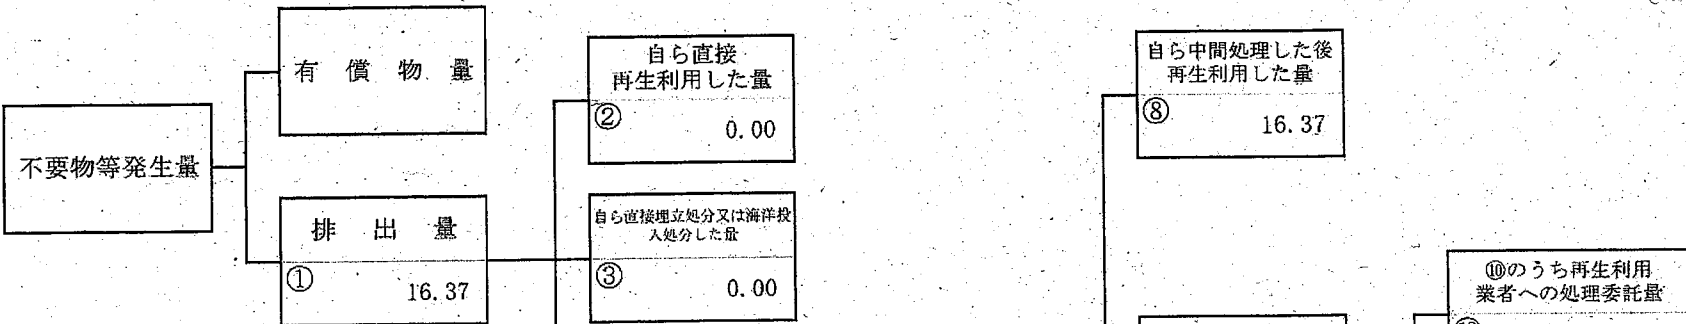 不要物等発生量
有償物量
排出量
①
16.37
自ら直接
再生利用した量
②
0.00
自ら直接埋立処分又は海洋投
入処分した量
③
0.00
自ら中間処理した後
再生利用した量
⑧
16.37
⑩のうち再生利用
業者への処理委託量